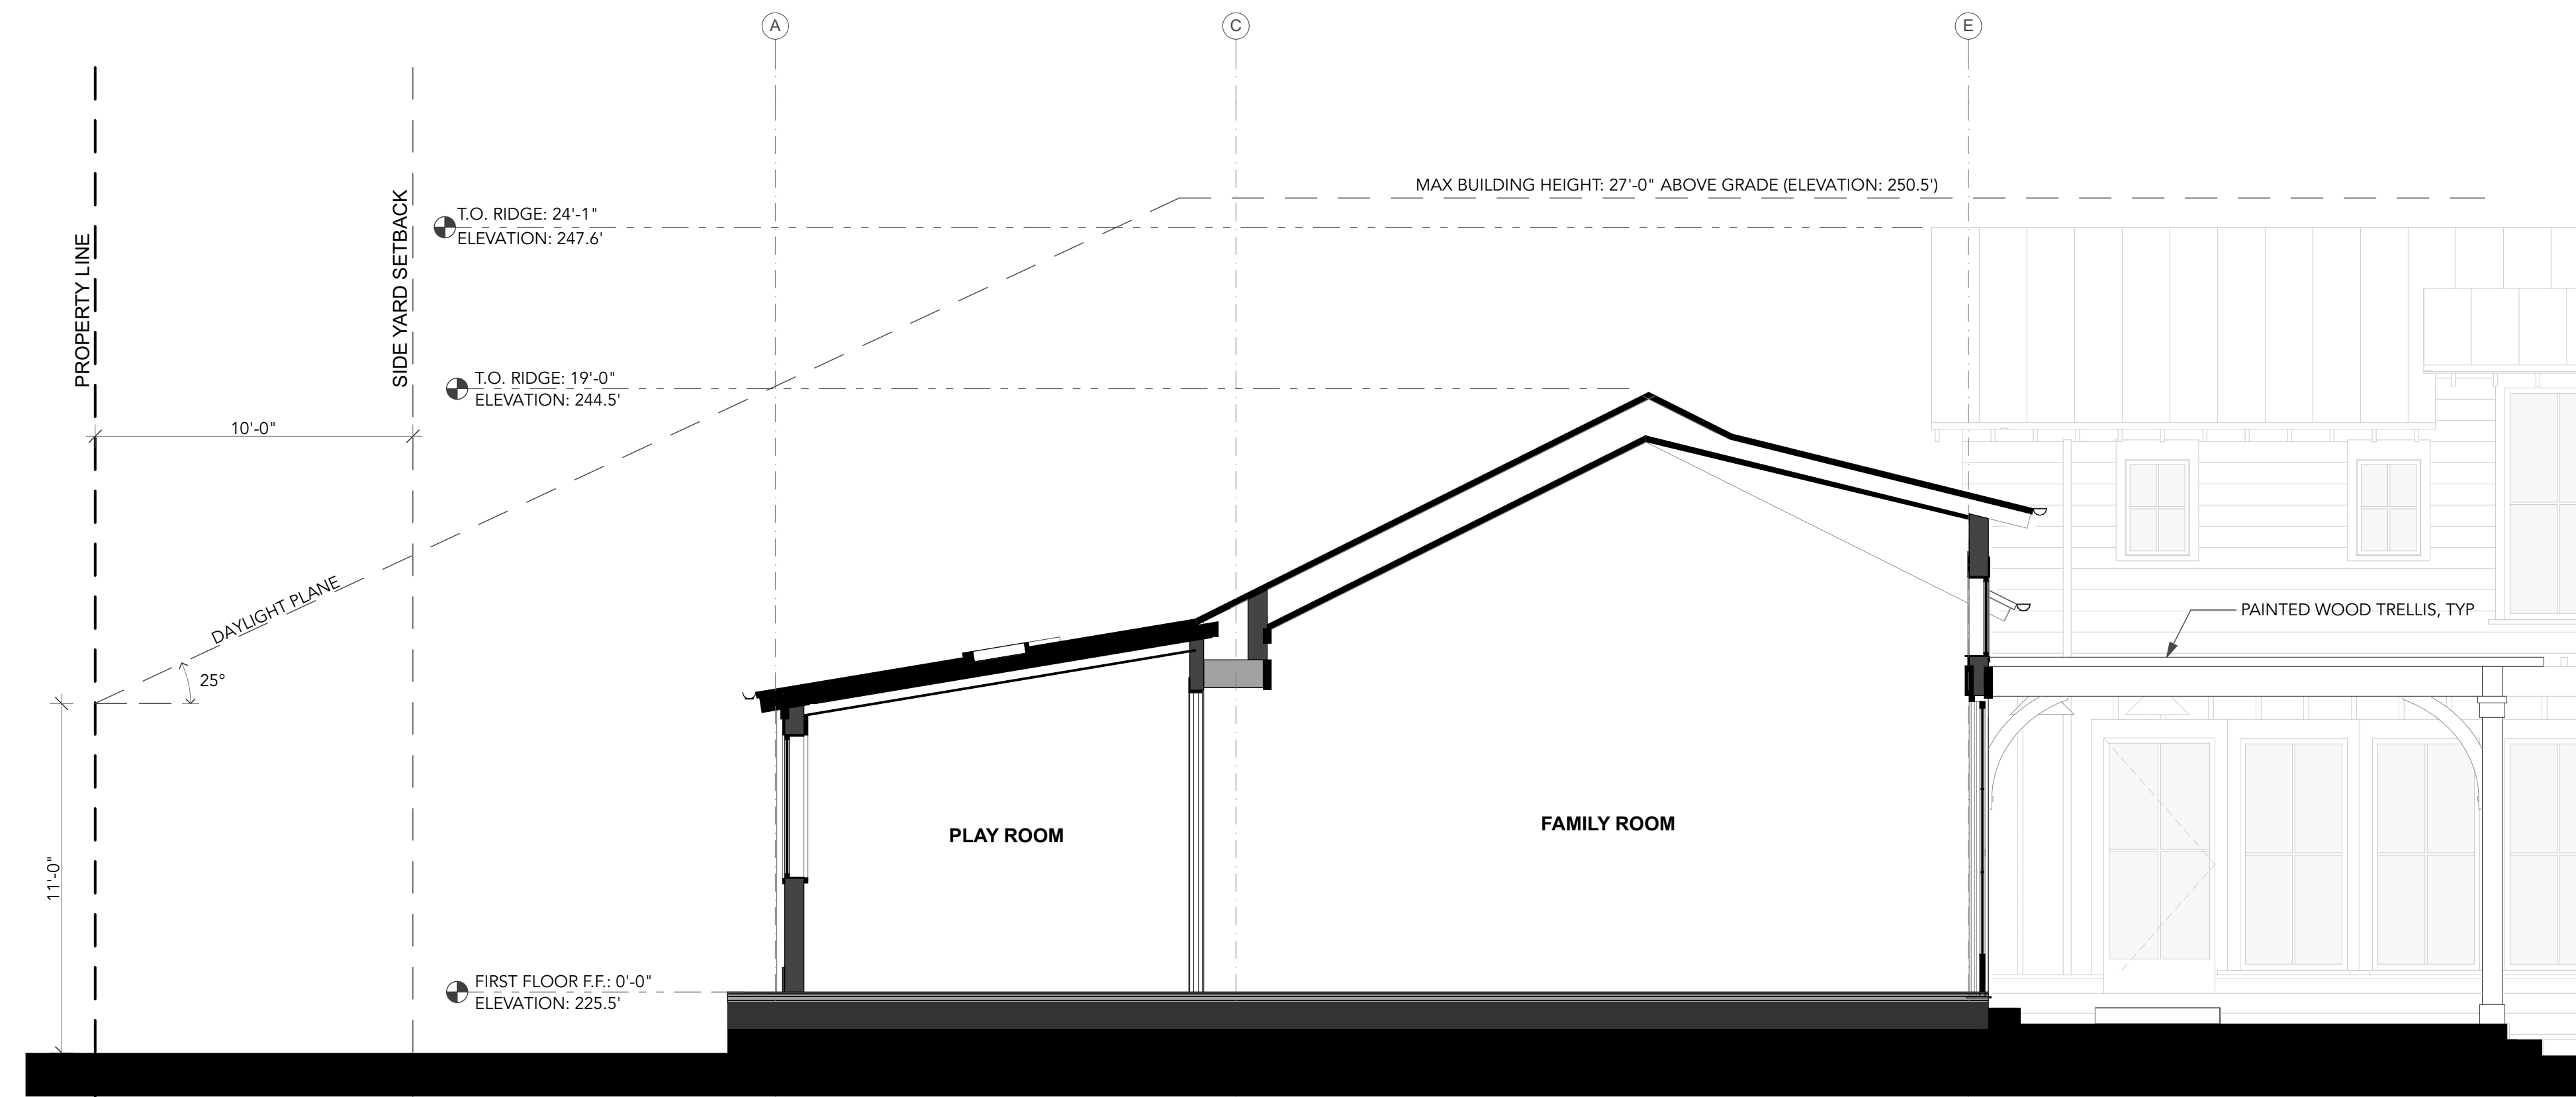 A
C
E
MAX BUILDING HEIGHT: 27'-0" ABOVE GRADE (ELEVATION: 250.5')
T.O. RIDGE: 24'-1"
ELEVATION: 247.6'
PROPERTY LINE
SIDE YARD SETBACK
T.O. RIDGE: 19'-0"
ELEVATION: 244.5'
10'-0"
DAYLIGHT PLANE
25°
PAINTED WOOD TRELLIS, TYP
11'-0"
PLAY ROOM
FAMILY ROOM
FIRST FLOOR F.F.: 0'-0"
ELEVATION: 225.5'